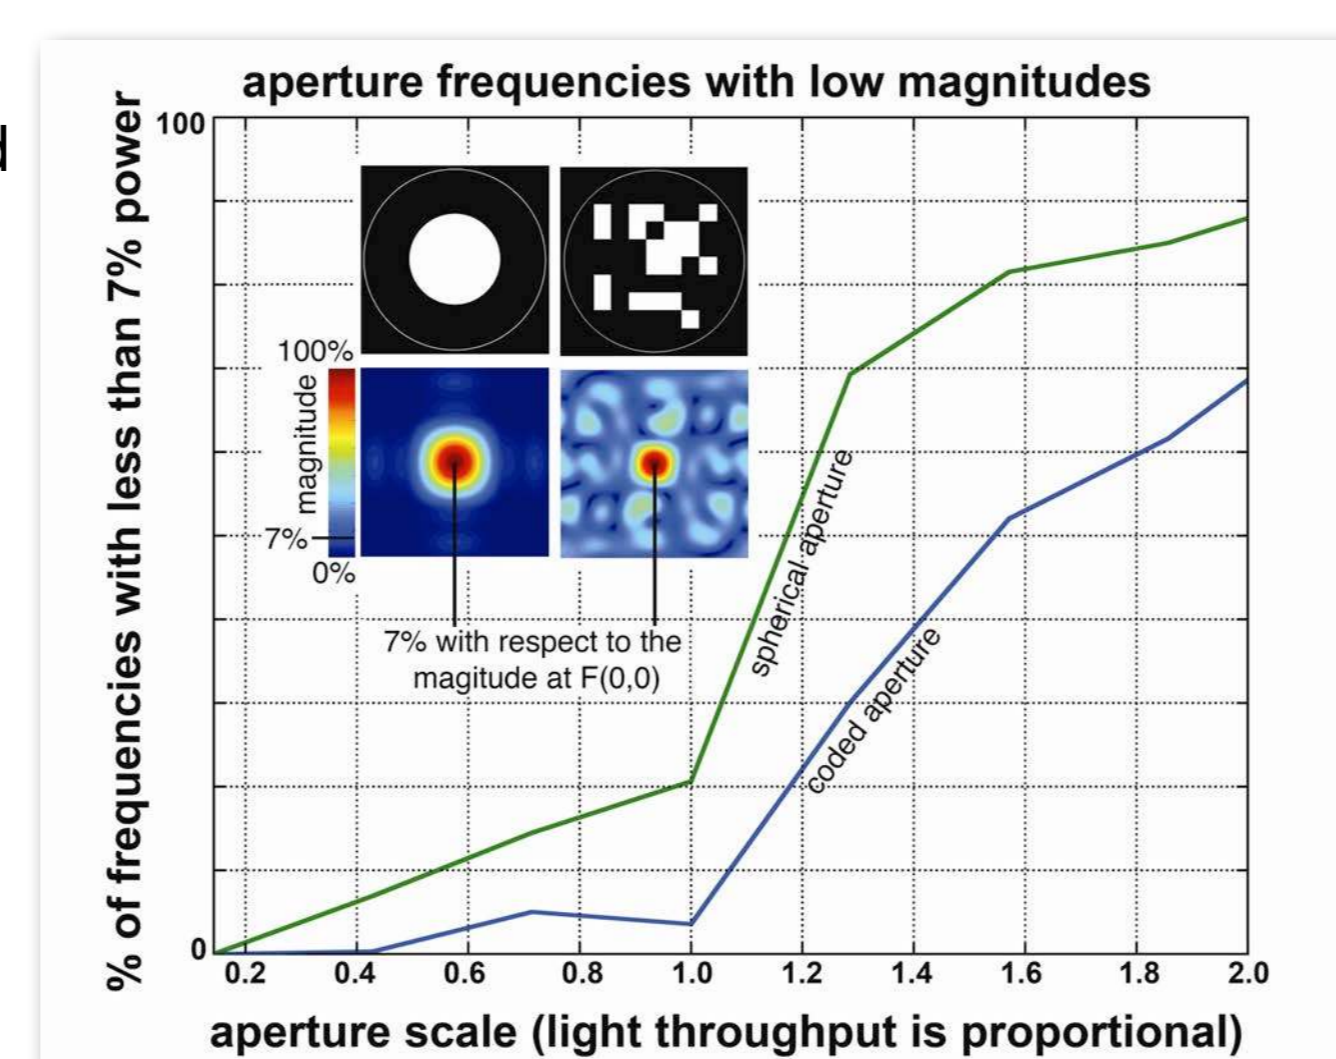 aperture frequencies with low magnitudes
% of frequencies with less than 7% power
100
0
100%
magnitude
7%
0%
7% with respect to the
magitude at F(0,0)
spherical aperture
coded aperture
0.2 0.4 0.6 0.8 1.0 1.2 1.4 1.6 1.8 2.0
aperture scale (light throughput is proportional)